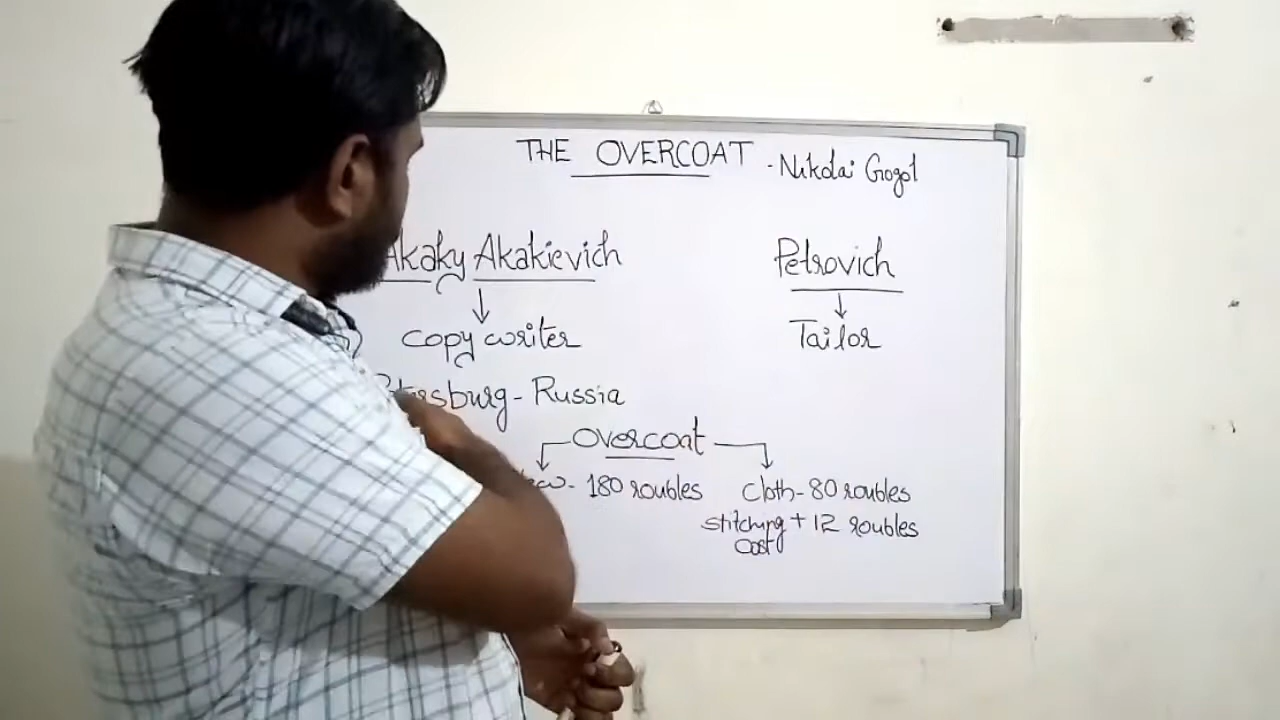 THE OVERCOAT - Nikolai Gogol
Akaky Akakievich
Petrovich
Copy writer
Tailor
Petersburg - Russia
Overcoat
180 roubles
Cloth - 80 roubles
Stitching + 12 roubles
Cost